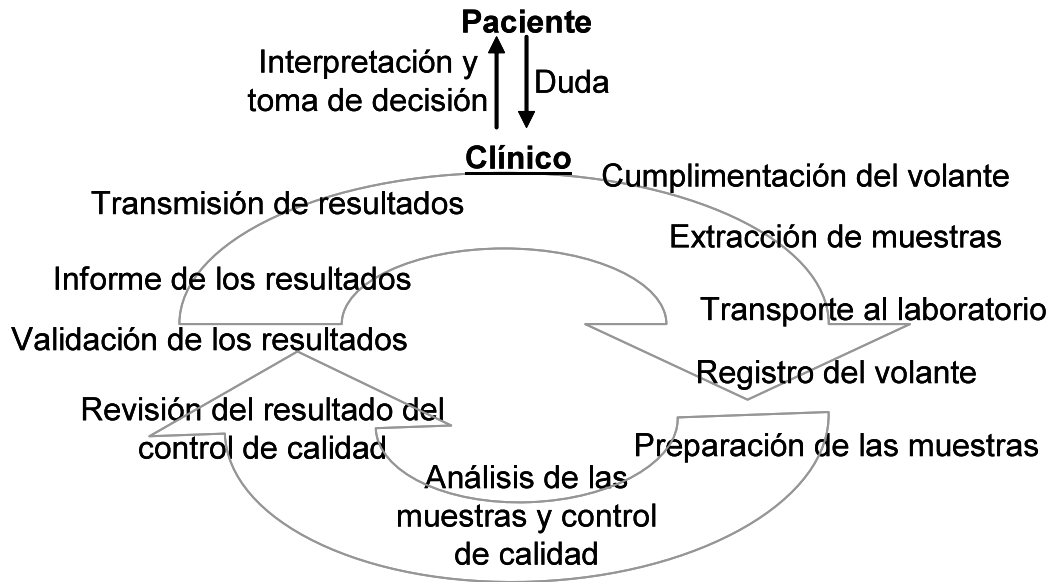 Paciente
Interpretación y
toma de decisión
Duda
Clínico
Cumplimentación del volante
Extracción de muestras
Transporte al laboratorio
Registro del volante
Preparación de las muestras
Análisis de las
muestras y control
de calidad
Revisión del resultado del
control de calidad
Validación de los resultados
Informe de los resultados
Transmisión de resultados